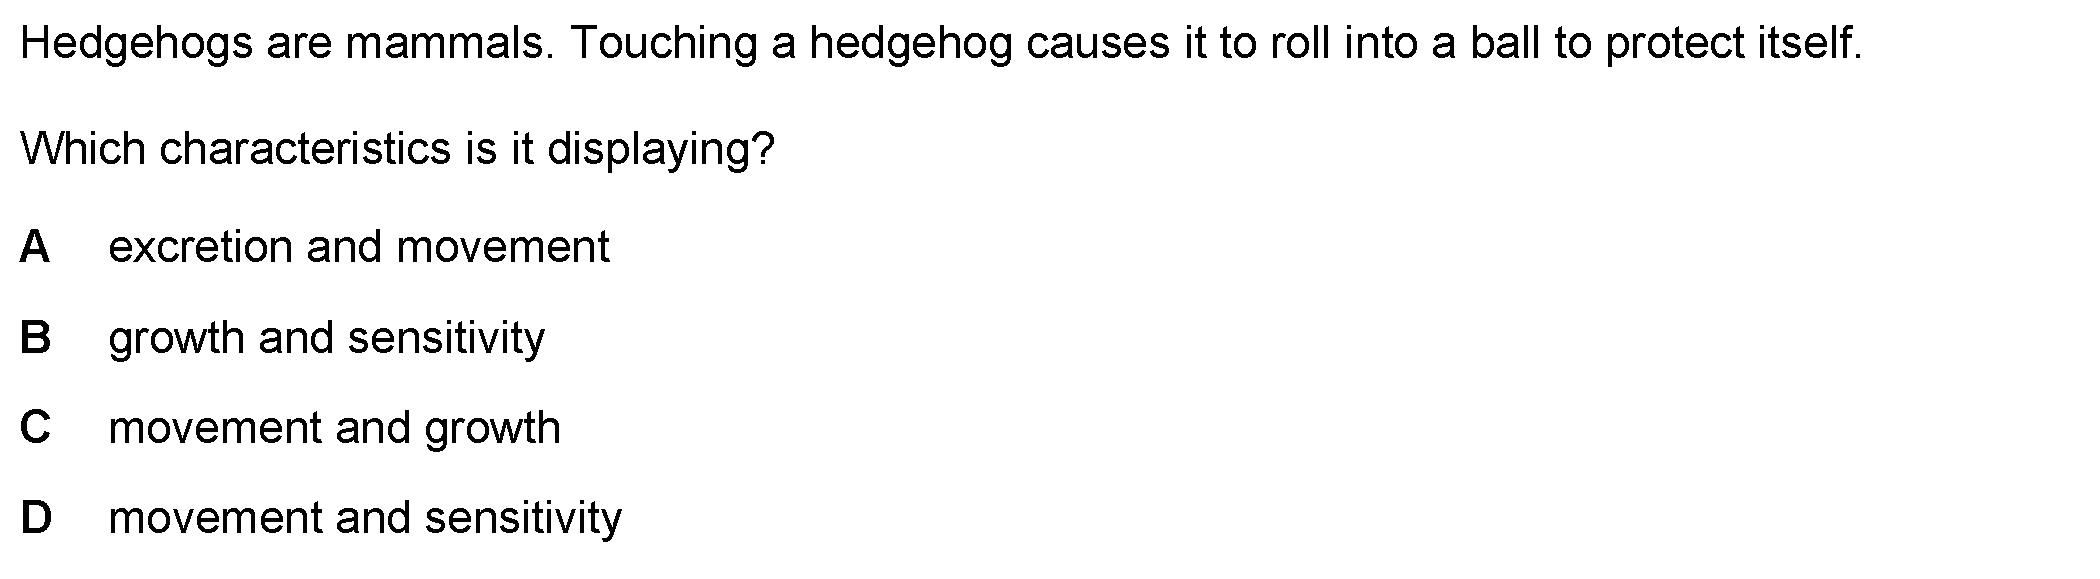 Hedgehogs are mammals. Touching a hedgehog causes it to roll into a ball to protect itself.
Which characteristics is it displaying?
A excretion and movement
B growth and sensitivity
C movement and growth
D movement and sensitivity